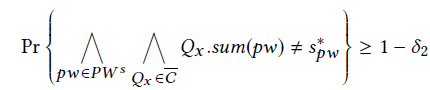 Pr { ⋀_{pw∈PW^s} ⋀_{Q_x∈\overline{C}} Q_x.sum(pw) ≠ s^*_{pw} } ≥ 1 − δ_2